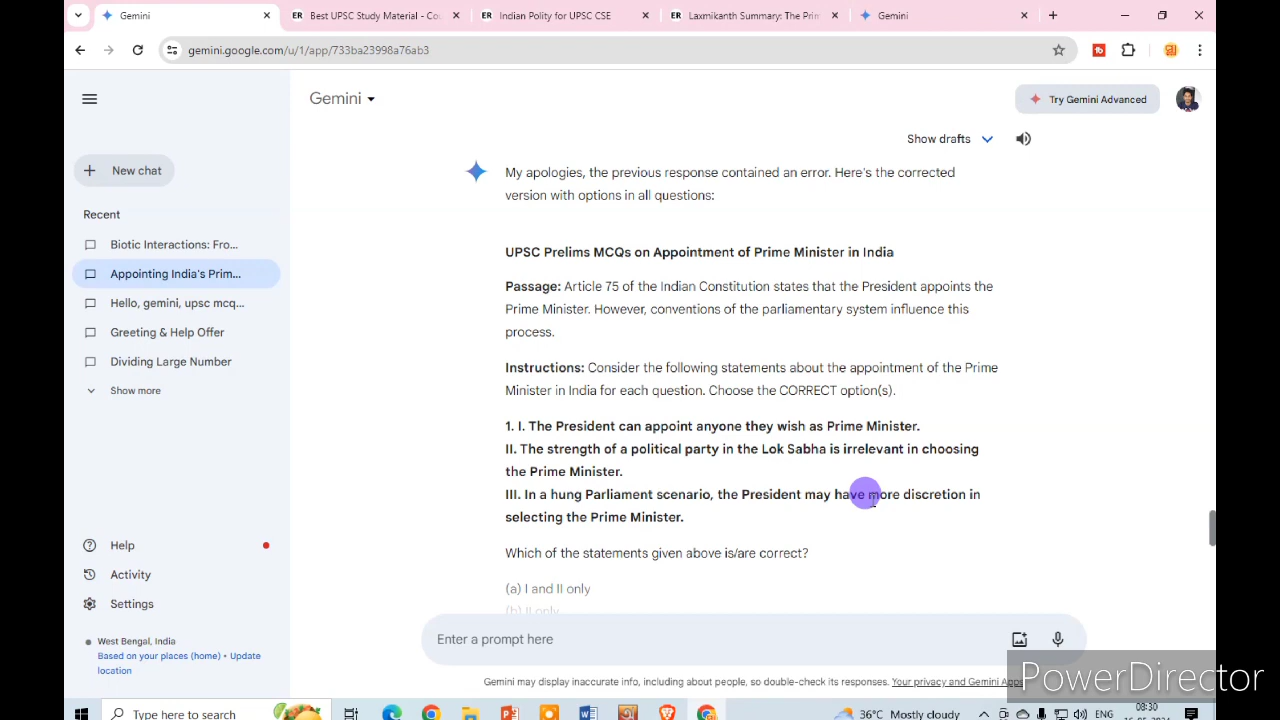 Gemini
Best UPSC Study Material - Cou
Indian Polity for UPSC CSE
Laxmikanth Summary: The Prim
Gemini
gemini.google.com/u/1/app/733ba23998a76ab3
Gemini
Try Gemini Advanced
New chat
Recent
Biotic Interactions: Fro...
Appointing India's Prim...
Hello, gemini, upsc mcq...
Greeting & Help Offer
Dividing Large Number
Show more
Help
Activity
Settings
West Bengal, India
Based on your places (home) • Update
location
Show drafts
My apologies, the previous response contained an error. Here's the corrected
version with options in all questions:
UPSC Prelims MCQs on Appointment of Prime Minister in India
Passage: Article 75 of the Indian Constitution states that the President appoints the
Prime Minister. However, conventions of the parliamentary system influence this
process.
Instructions: Consider the following statements about the appointment of the Prime
Minister in India for each question. Choose the CORRECT option(s).
1. I. The President can appoint anyone they wish as Prime Minister.
II. The strength of a political party in the Lok Sabha is irrelevant in choosing
the Prime Minister.
III. In a hung Parliament scenario, the President may have more discretion in
selecting the Prime Minister.
Which of the statements given above is/are correct?
(a) I and II only
(b) II only
Enter a prompt here
Gemini may display inaccurate info, including about people, so double-check its responses. Your privacy and Gemini Apps
PowerDirector
Type here to search
36°C Mostly cloudy
ENG
08:30